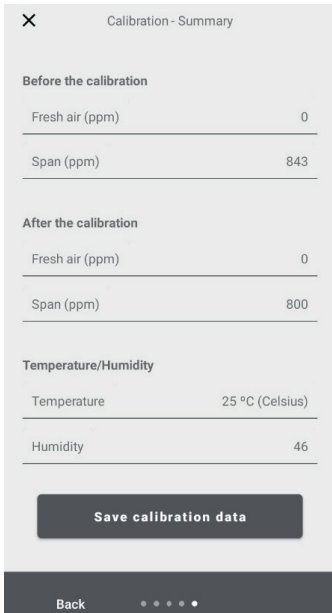 Calibration - Summary
Before the calibration
Fresh air (ppm) 0
Span (ppm) 843
After the calibration
Fresh air (ppm) 0
Span (ppm) 800
Temperature/Humidity
Temperature 25 ºC (Celsius)
Humidity 46
Save calibration data
Back